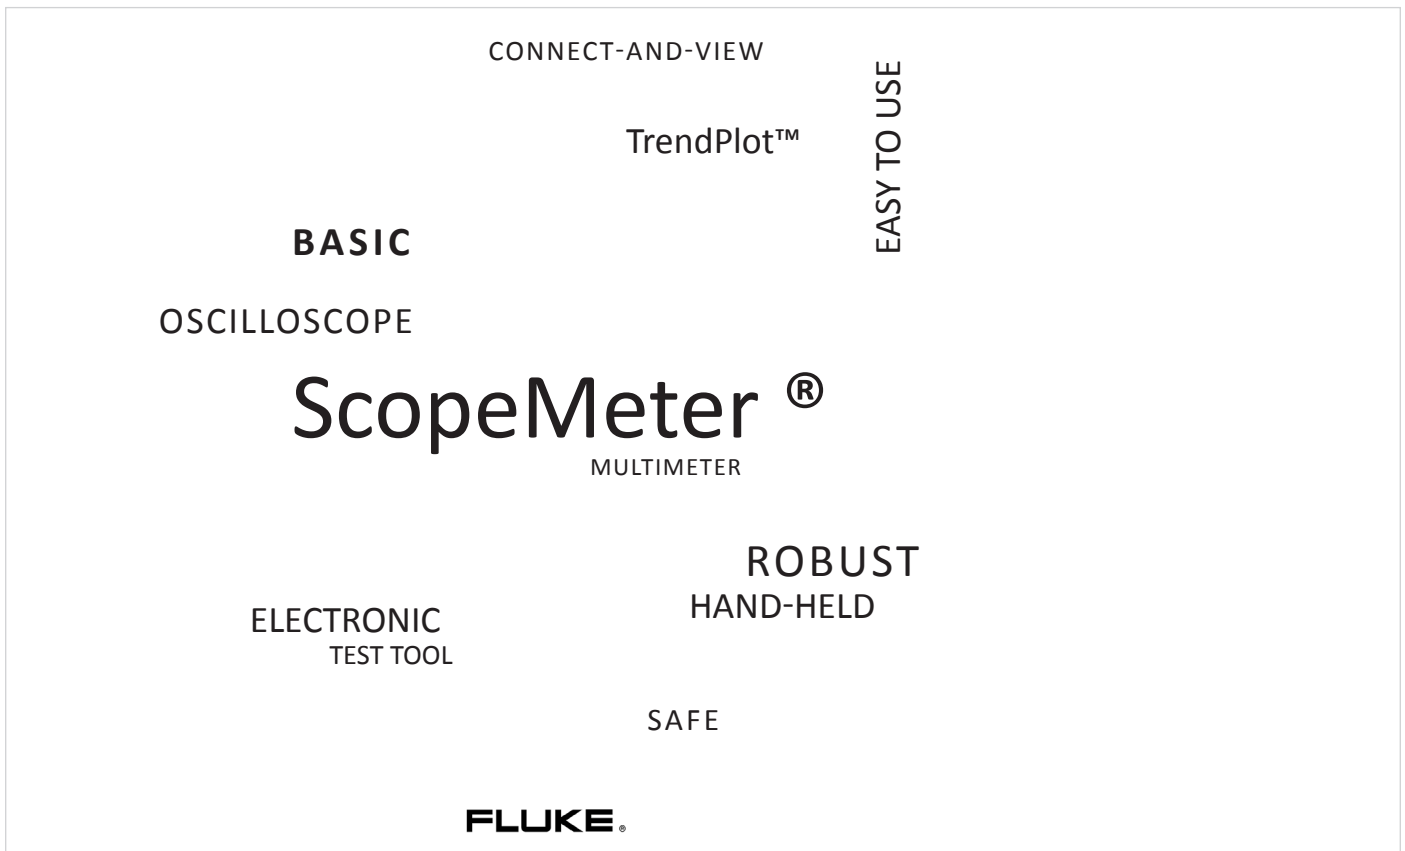 CONNECT-AND-VIEW
EASY TO USE
TrendPlot™
BASIC
OSCILLOSCOPE
ScopeMeter ®
MULTIMETER
ROBUST
HAND-HELD
ELECTRONIC
TEST TOOL
SAFE
FLUKE®